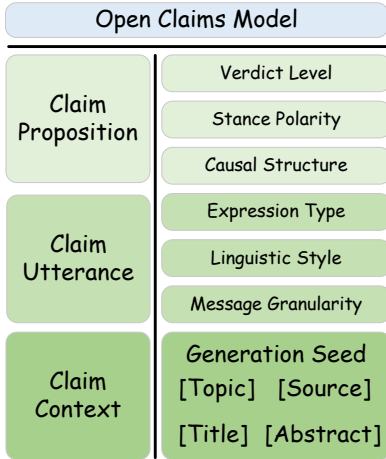 Open Claims Model
Claim
Proposition
Verdict Level
Stance Polarity
Causal Structure
Claim
Utterance
Expression Type
Linguistic Style
Message Granularity
Claim
Context
Generation Seed
[Topic] [Source]
[Title] [Abstract]